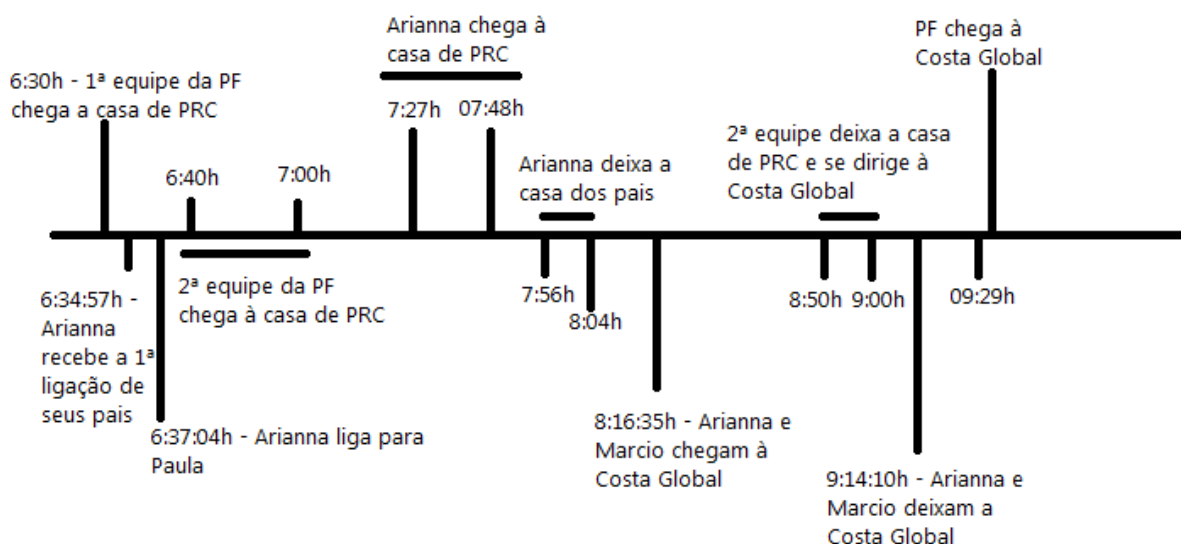 6:30h - 1ª equipe da PF
chega a casa de PRC
6:40h
7:00h
Arianna chega à
casa de PRC
7:27h
07:48h
Arianna deixa a
casa dos pais
2ª equipe deixa a casa
de PRC e se dirige à
Costa Global
PF chega à
Costa Global
6:34:57h -
Arianna
recebe a 1ª
ligação de
seus pais
6:37:04h - Arianna liga para
Paula
2ª equipe da PF
chega à casa de PRC
7:56h
8:04h
8:16:35h - Arianna e
Marcio chegam à
Costa Global
8:50h
9:00h
9:14:10h - Arianna e
Marcio deixam a
Costa Global
09:29h